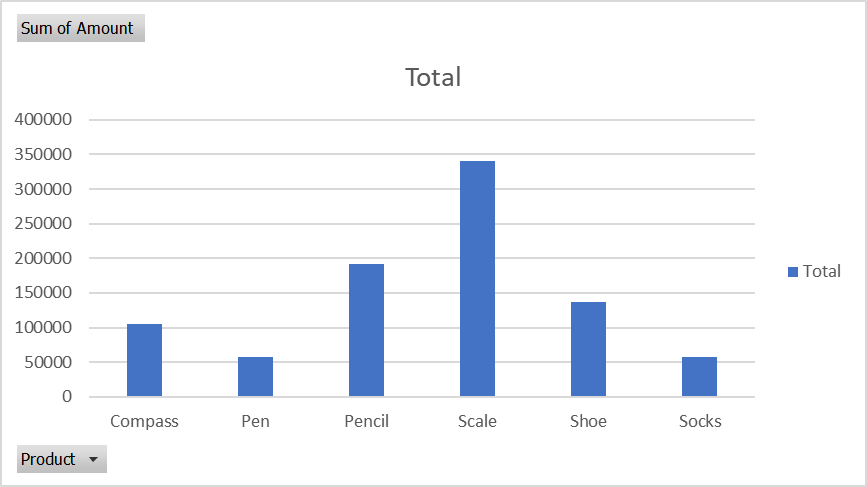 Sum of Amount
Total
400000
350000
300000
250000
200000
150000
100000
50000
0
Compass Pen Pencil Scale Shoe Socks
Total
Product